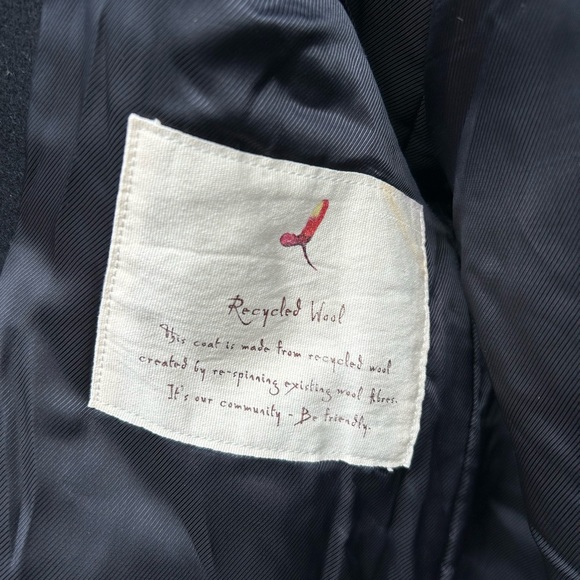 Recycled Wool
This coat is made from recycled wool
created by re-spinning existing wool fibres.
It's our community - Be friendly.